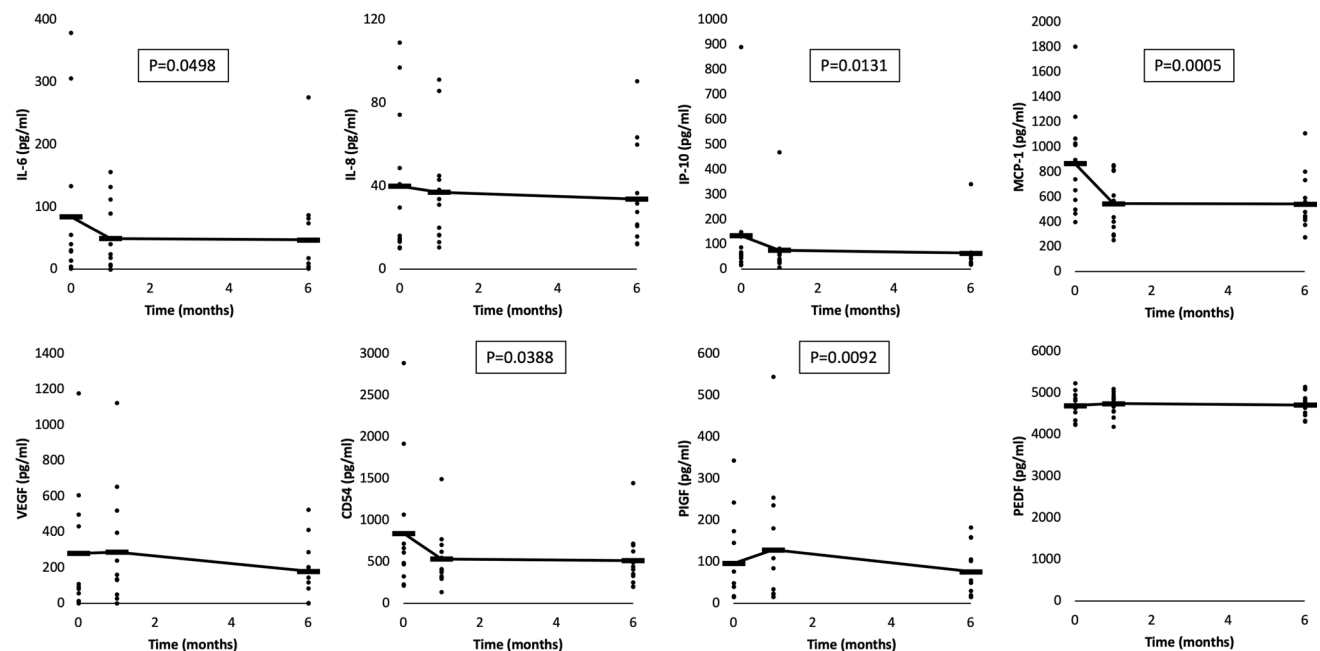 400
300
200
100
0
IL-6 (pg/ml)
P=0.0498
0 2 4 6
Time (months)
120
80
40
0
IL-8 (pg/ml)
0 2 4 6
Time (months)
1000
900
800
700
600
500
400
300
200
100
0
IP-10 (pg/ml)
P=0.0131
0 2 4 6
Time (months)
2000
1800
1600
1400
1200
1000
800
600
400
200
0
MCP-1 (pg/ml)
P=0.0005
0 2 4 6
Time (months)
1400
1200
1000
800
600
400
200
0
VEGF (pg/ml)
0 2 4 6
Time (months)
3000
2500
2000
1500
1000
500
0
CD54 (pg/ml)
P=0.0388
0 2 4 6
Time (months)
600
500
400
300
200
100
0
PlGF (pg/ml)
P=0.0092
0 2 4 6
Time (months)
6000
5000
4000
3000
2000
1000
0
PEDF (pg/ml)
0 2 4 6
Time (months)